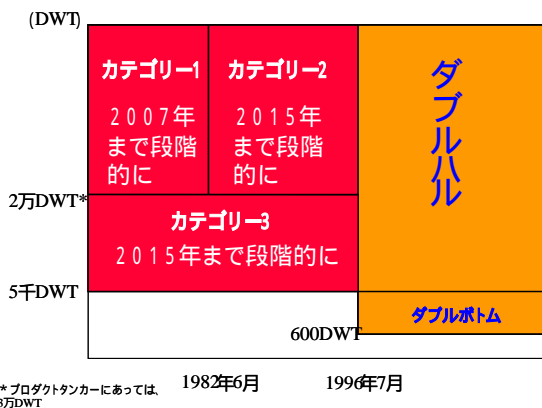 (DWT)
カテゴリー1
２００７年
まで段階
的に
カテゴリー2
２０１５年
まで段階
的に
ダブルハル
2万DWT*
カテゴリー3
２０１５年まで段階的に
5千DWT
ダブルボトム
600DWT
1982年6月
1996年7月
* プロダクトタンカーにあっては、
3万DWT